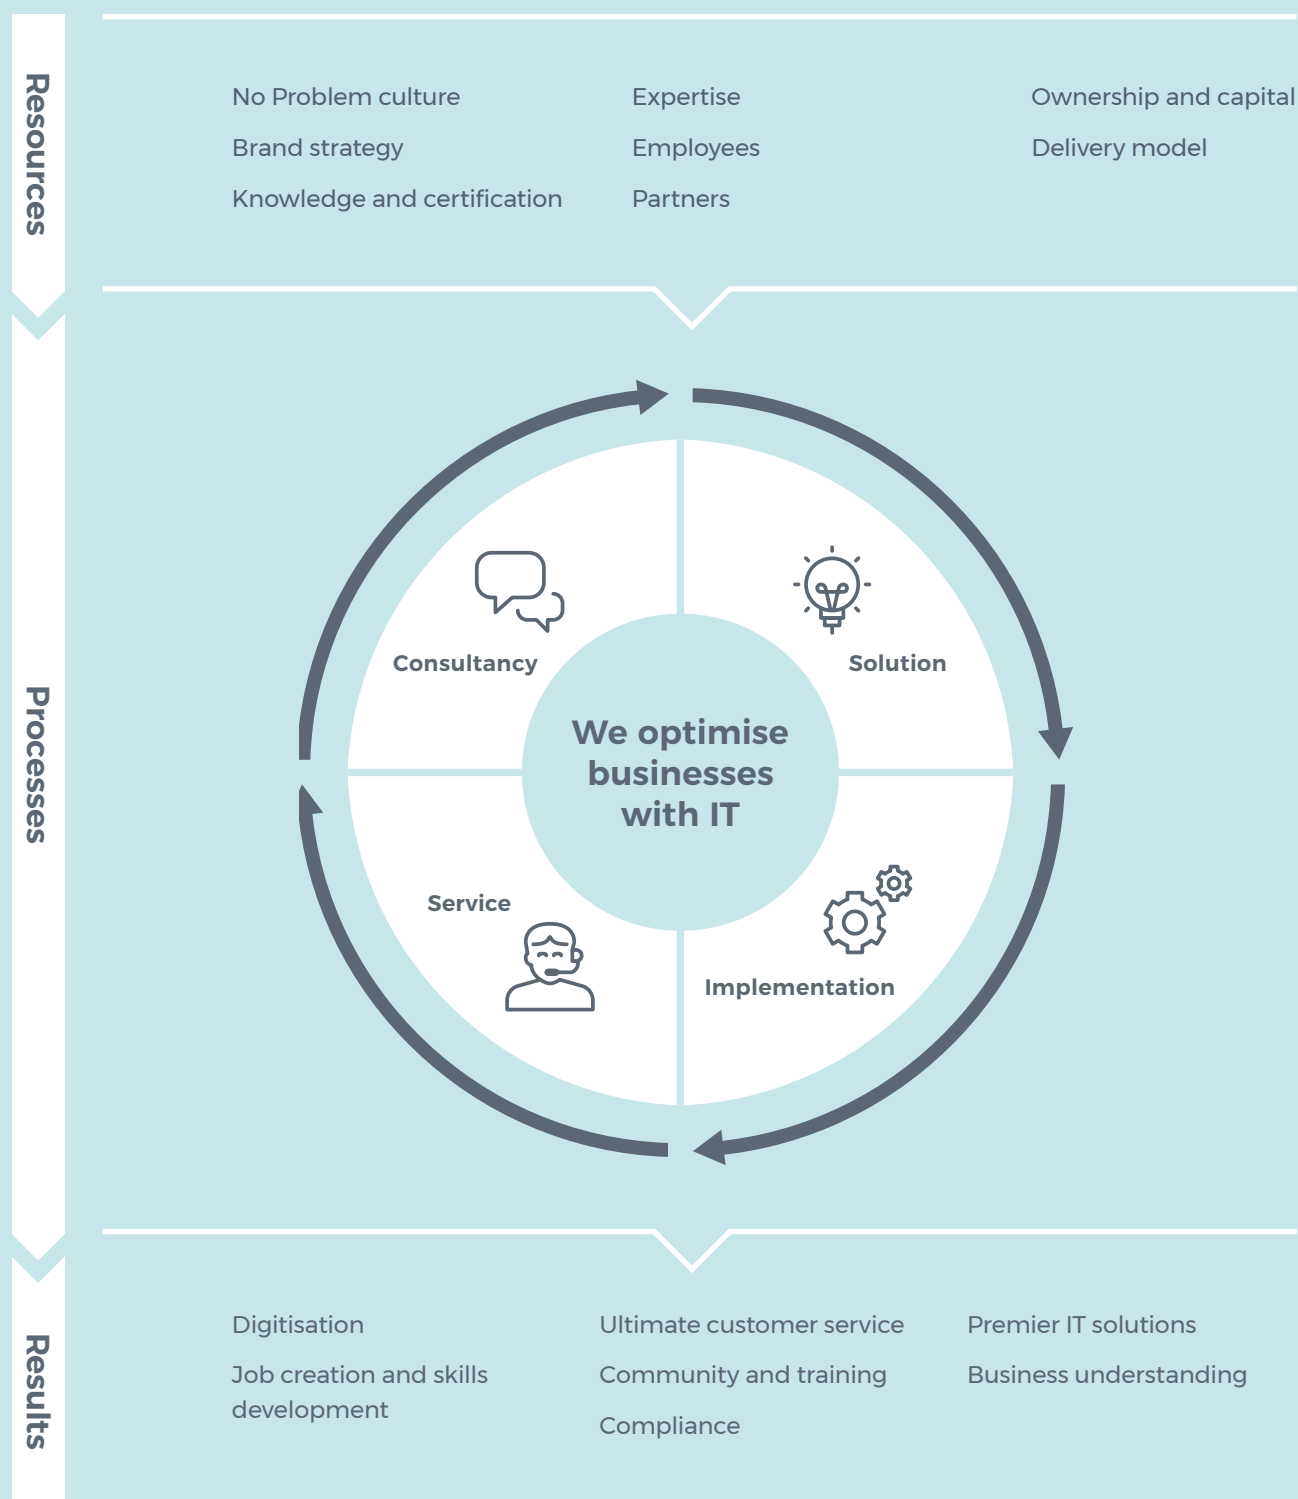 Resources
No Problem culture
Brand strategy
Knowledge and certification
Expertise
Employees
Partners
Ownership and capital
Delivery model
Processes
Consultancy
Solution
We optimise
businesses
with IT
Service
Implementation
Results
Digitisation
Job creation and skills
development
Ultimate customer service
Community and training
Compliance
Premier IT solutions
Business understanding